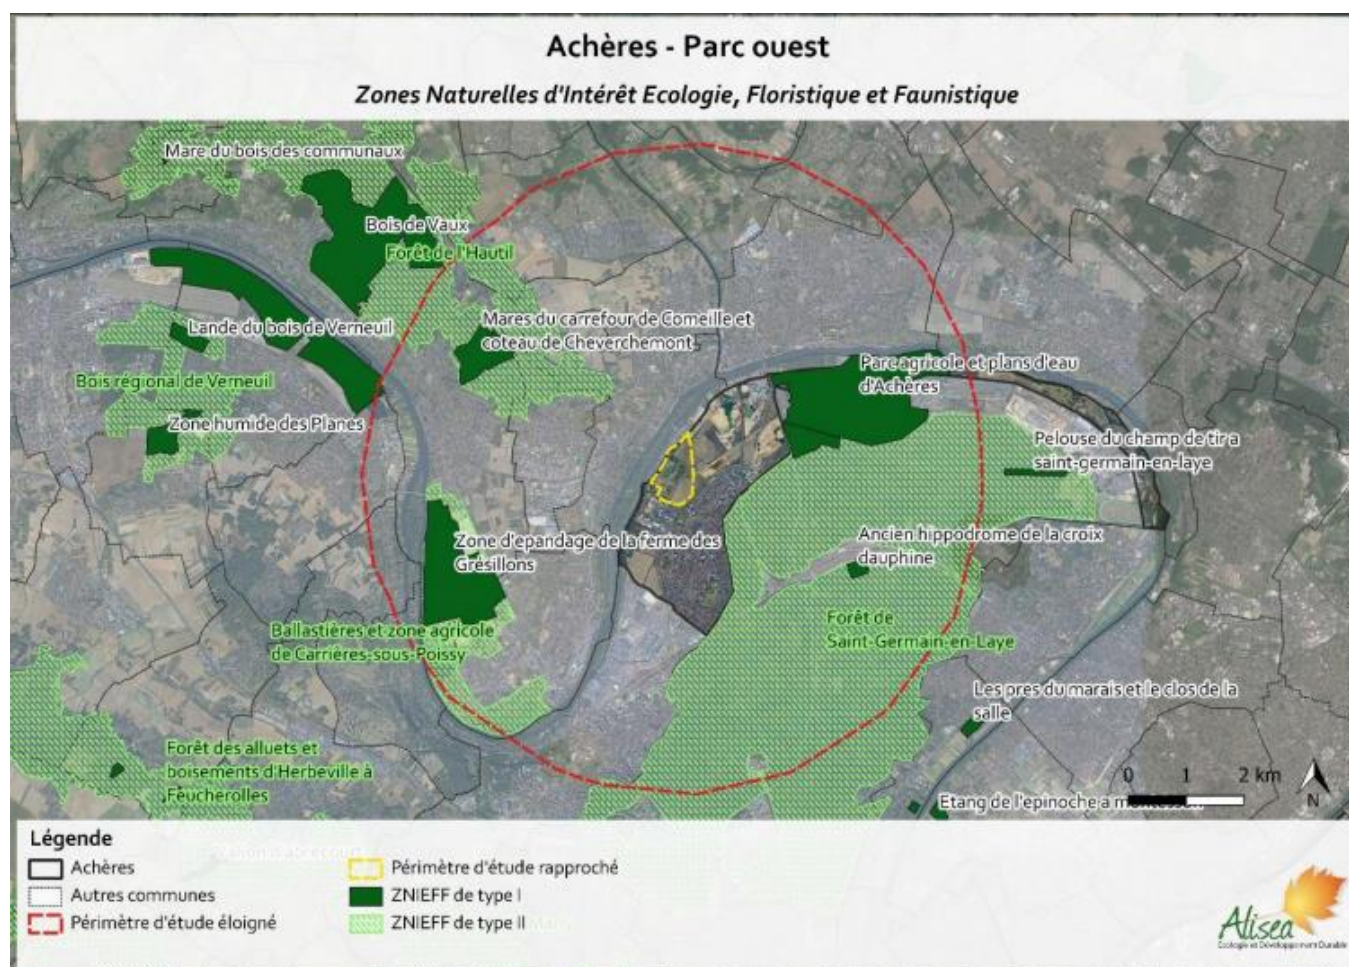 Achères - Parc ouest
Zones Naturelles d'Intérêt Ecologie, Floristique et Faunistique
Mare du bois des communaux
Bois de Vaux
Forêt de l'Hautil
Lande du bois de Verneuil
Mares du carrefour de Corneille et
coteau de Cheverchemont
Parc agricole et plans d'eau
d'Achères
Bois régional de Verneuil
Zone humide des Planes
Pelouse du champ de tir a
saint-germain-en-laye
Zone d'epandage de la ferme des
Grésillons
Ancien hippodrome de la croix
dauphine
Ballastières et zone agricole
de Carrières-sous-Poissy
Forêt de
Saint-Germain-en-Laye
Les pres du marais et le clos de la
salle
Forêt des alluets et
boisements d'Herbeville à
Feucherolles
0 1 2 km
N
Etang de l'epinoche a
Légende
Achères
Autres communes
Périmètre d'étude éloigné
Périmètre d'étude rapproché
ZNIEFF de type I
ZNIEFF de type II
Alisea
Ecologie et Développement Durable